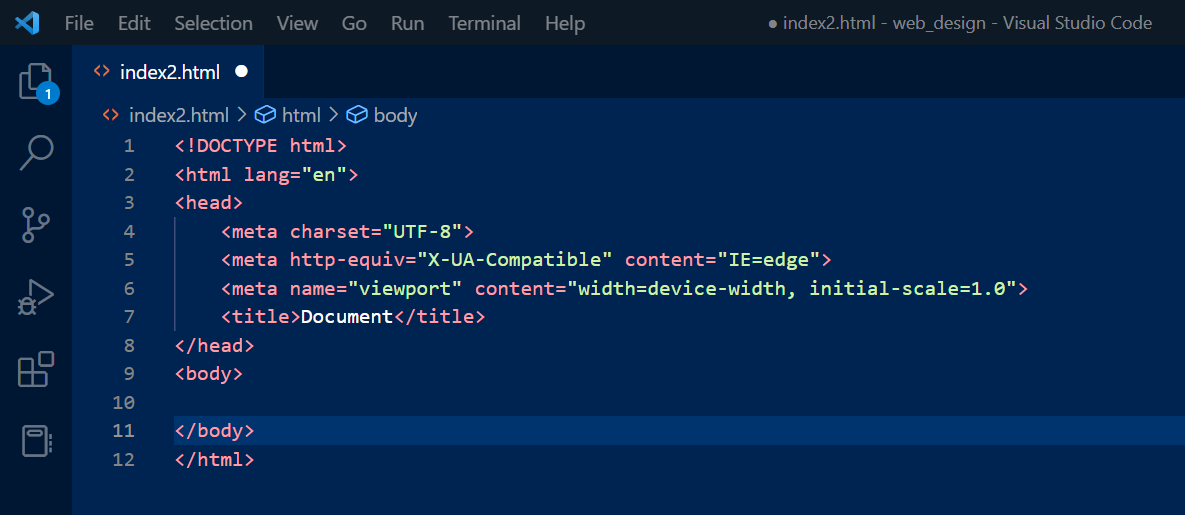 File Edit Selection View Go Run Terminal Help ● index2.html - web_design - Visual Studio Code
<> index2.html ●
1
<> index2.html > html > body
1 <!DOCTYPE html>
2 <html lang="en">
3 <head>
4     <meta charset="UTF-8">
5     <meta http-equiv="X-UA-Compatible" content="IE=edge">
6     <meta name="viewport" content="width=device-width, initial-scale=1.0">
7     <title>Document</title>
8 </head>
9 <body>
10
11 </body>
12 </html>